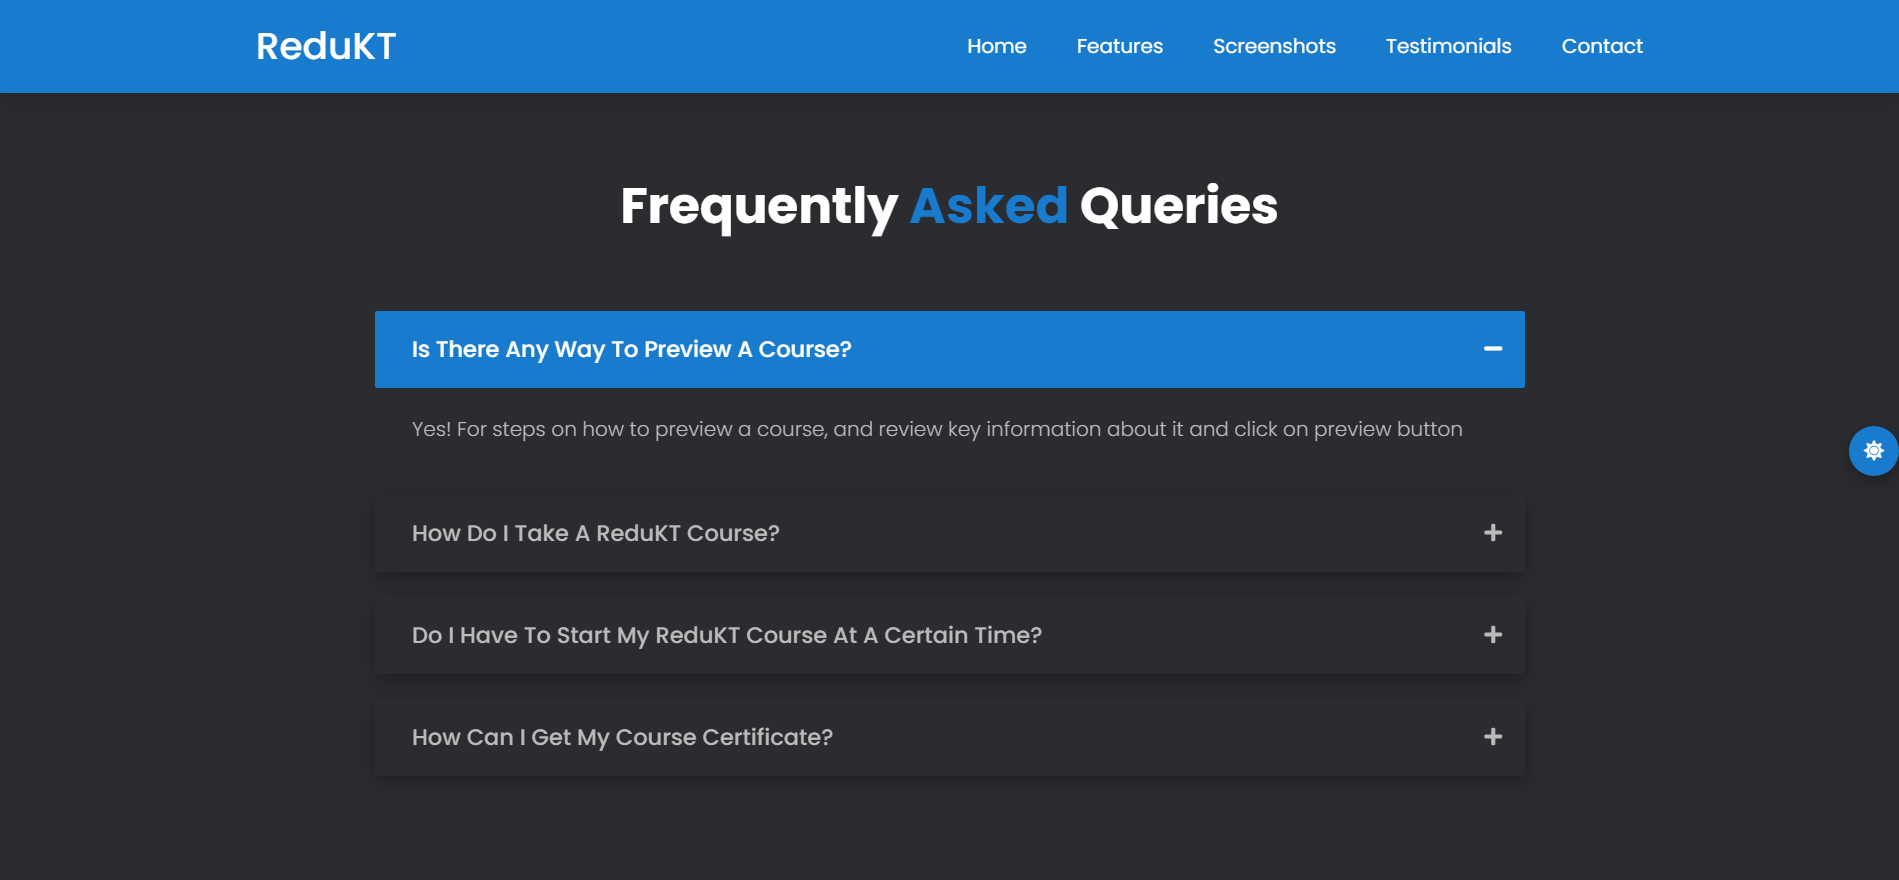 ReduKT
Home Features Screenshots Testimonials Contact
Frequently Asked Queries
Is There Any Way To Preview A Course?
Yes! For steps on how to preview a course, and review key information about it and click on preview button
How Do I Take A ReduKT Course?
Do I Have To Start My ReduKT Course At A Certain Time?
How Can I Get My Course Certificate?